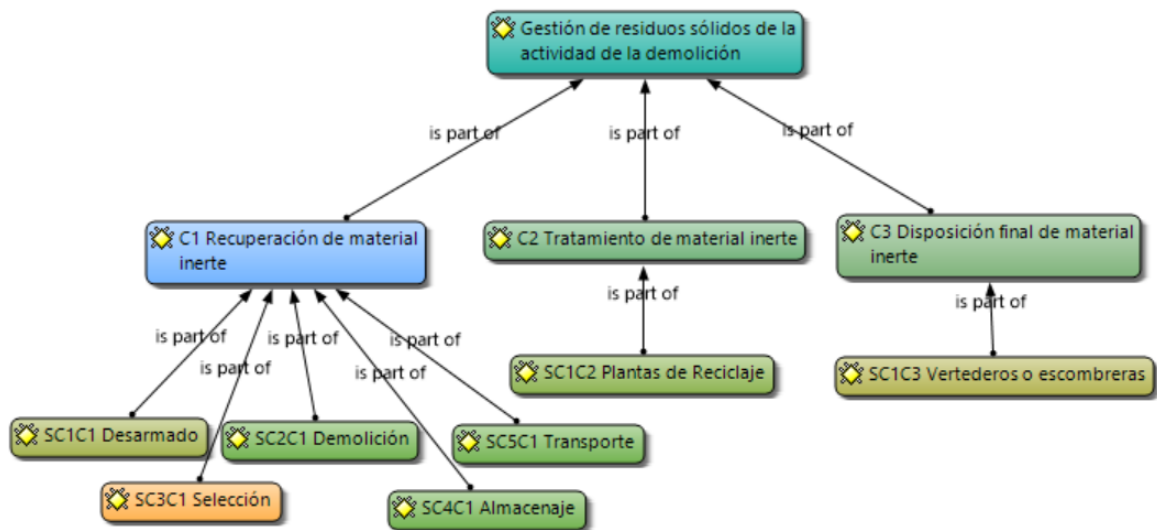 Gestión de residuos sólidos de la
actividad de la demolición
is part of
is part of
is part of
C1 Recuperación de material
inerte
C2 Tratamiento de material inerte
C3 Disposición final de material
inerte
is part of
is part of
is part of
is part of
is part of
is part of
is part of
SC1C2 Plantas de Reciclaje
SC1C3 Vertederos o escombreras
SC1C1 Desarmado
SC2C1 Demolición
SC5C1 Transporte
SC3C1 Selección
SC4C1 Almacenaje